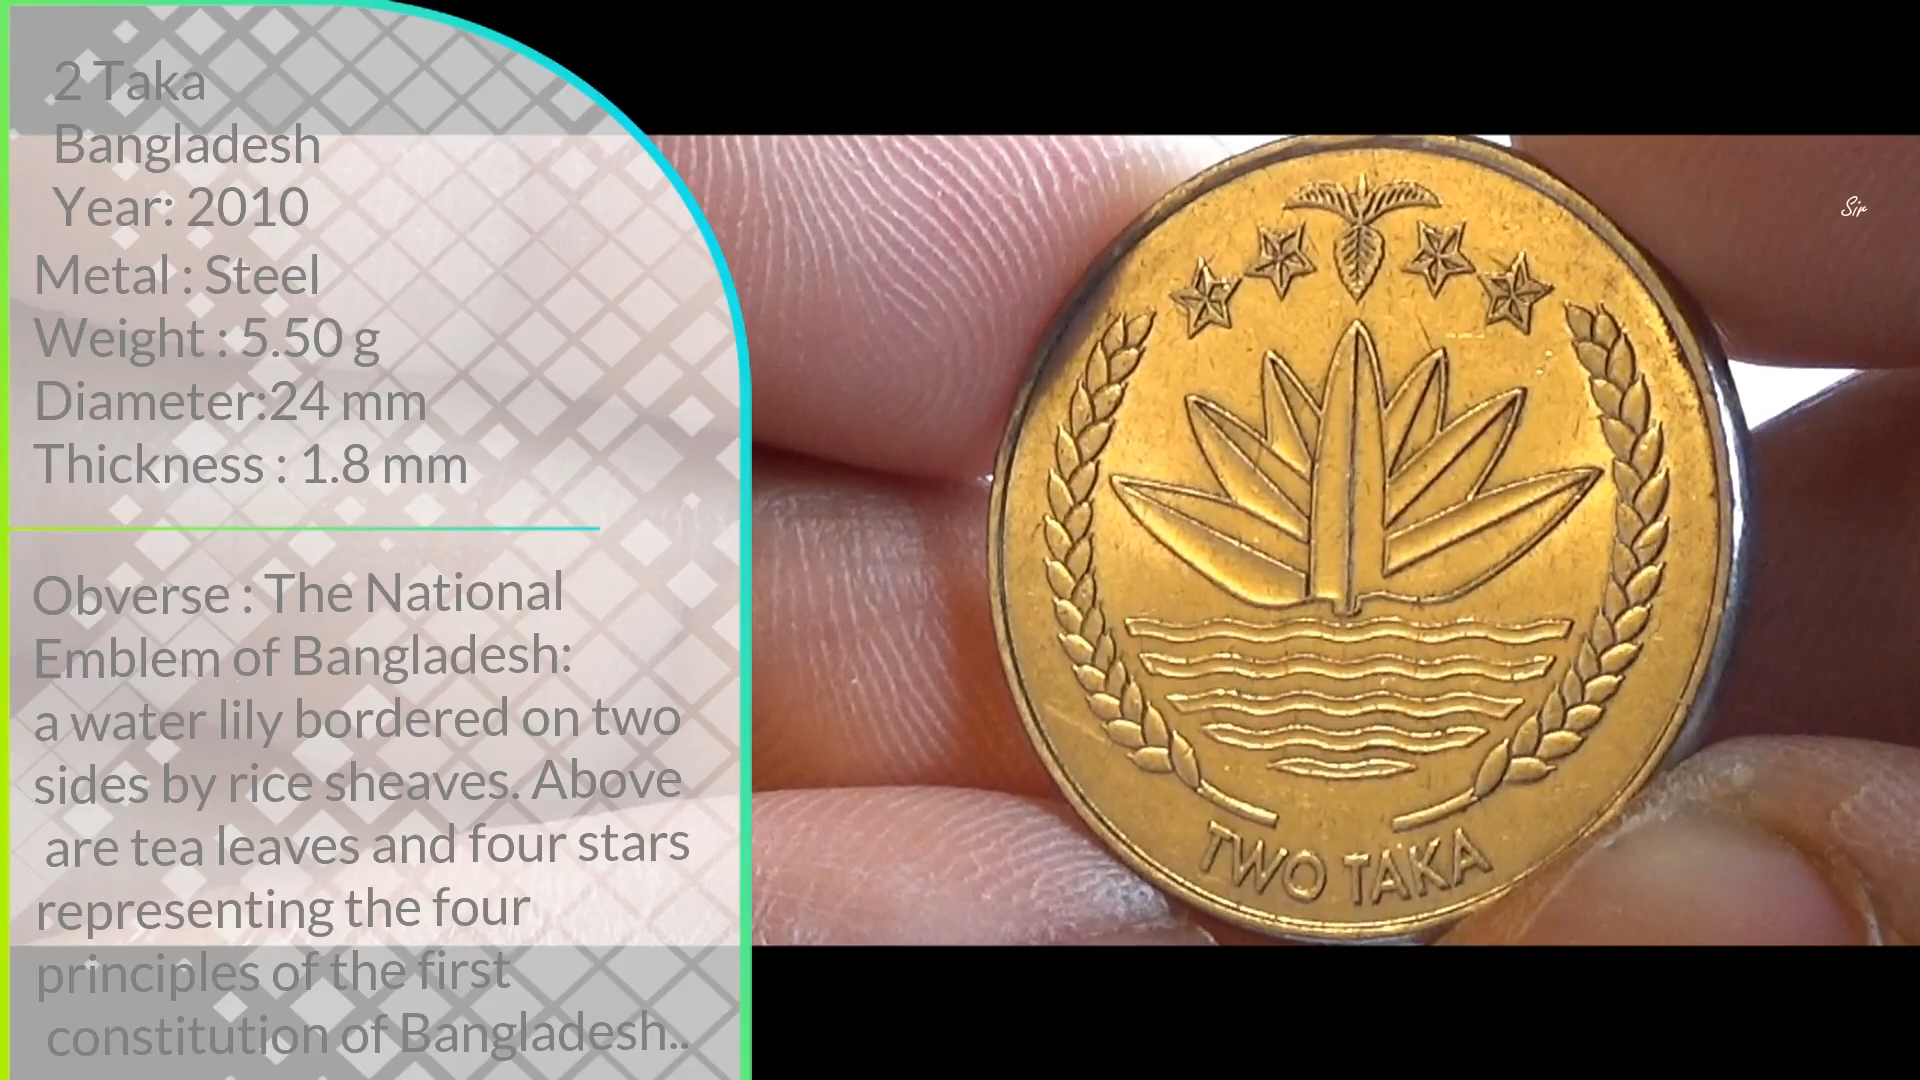 2 Taka
Bangladesh
Year: 2010
Metal : Steel
Weight : 5.50 g
Diameter:24 mm
Thickness : 1.8 mm
Obverse : The National
Emblem of Bangladesh:
a water lily bordered on two
sides by rice sheaves. Above
are tea leaves and four stars
representing the four
principles of the first
constitution of Bangladesh..
Sir
TWO TAKA